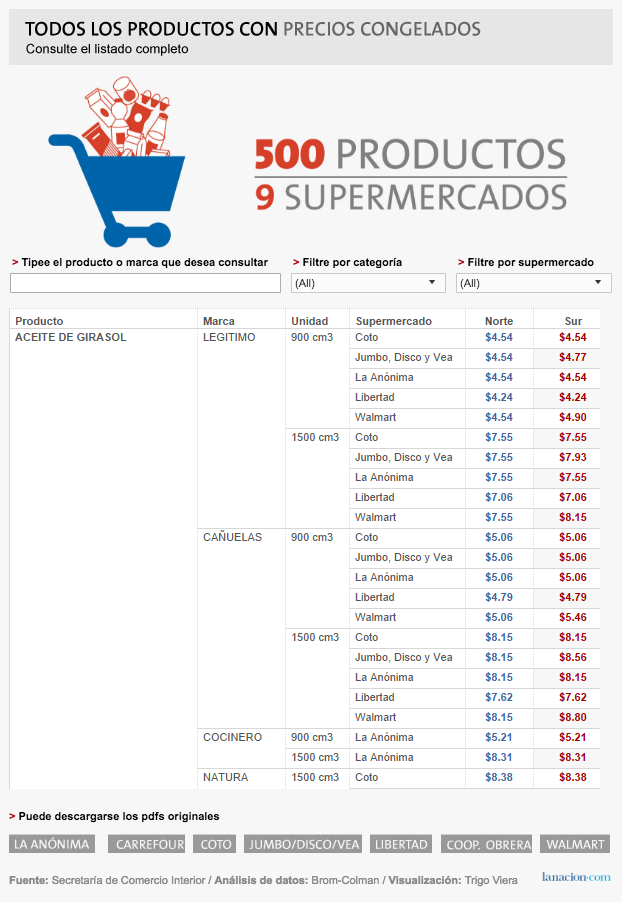 TODOS LOS PRODUCTOS CON PRECIOS CONGELADOS
Consulte el listado completo
500 PRODUCTOS
9 SUPERMERCADOS
> Tipee el producto o marca que desea consultar > Filtre por categoría > Filtre por supermercado
(All) (All)
Producto Marca Unidad Supermercado Norte Sur
ACEITE DE GIRASOL LEGITIMO 900 cm3 Coto $4.54 $4.54
Jumbo, Disco y Vea $4.54 $4.77
La Anónima $4.54 $4.54
Libertad $4.24 $4.24
Walmart $4.54 $4.90
1500 cm3 Coto $7.55 $7.55
Jumbo, Disco y Vea $7.55 $7.93
La Anónima $7.55 $7.55
Libertad $7.06 $7.06
Walmart $7.55 $8.15
CAÑUELAS 900 cm3 Coto $5.06 $5.06
Jumbo, Disco y Vea $5.06 $5.06
La Anónima $5.06 $5.06
Libertad $4.79 $4.79
Walmart $5.06 $5.46
1500 cm3 Coto $8.15 $8.15
Jumbo, Disco y Vea $8.15 $8.56
La Anónima $8.15 $8.15
Libertad $7.62 $7.62
Walmart $8.15 $8.80
COCINERO 900 cm3 La Anónima $5.21 $5.21
1500 cm3 La Anónima $8.31 $8.31
NATURA 1500 cm3 Coto $8.38 $8.38
> Puede descargarse los pdfs originales
LA ANÓNIMA CARREFOUR COTO JUMBO/DISCO/VEA LIBERTAD COOP. OBRERA WALMART
Fuente: Secretaría de Comercio Interior / Análisis de datos: Brom-Colman / Visualización: Trigo Viera lanacion.com